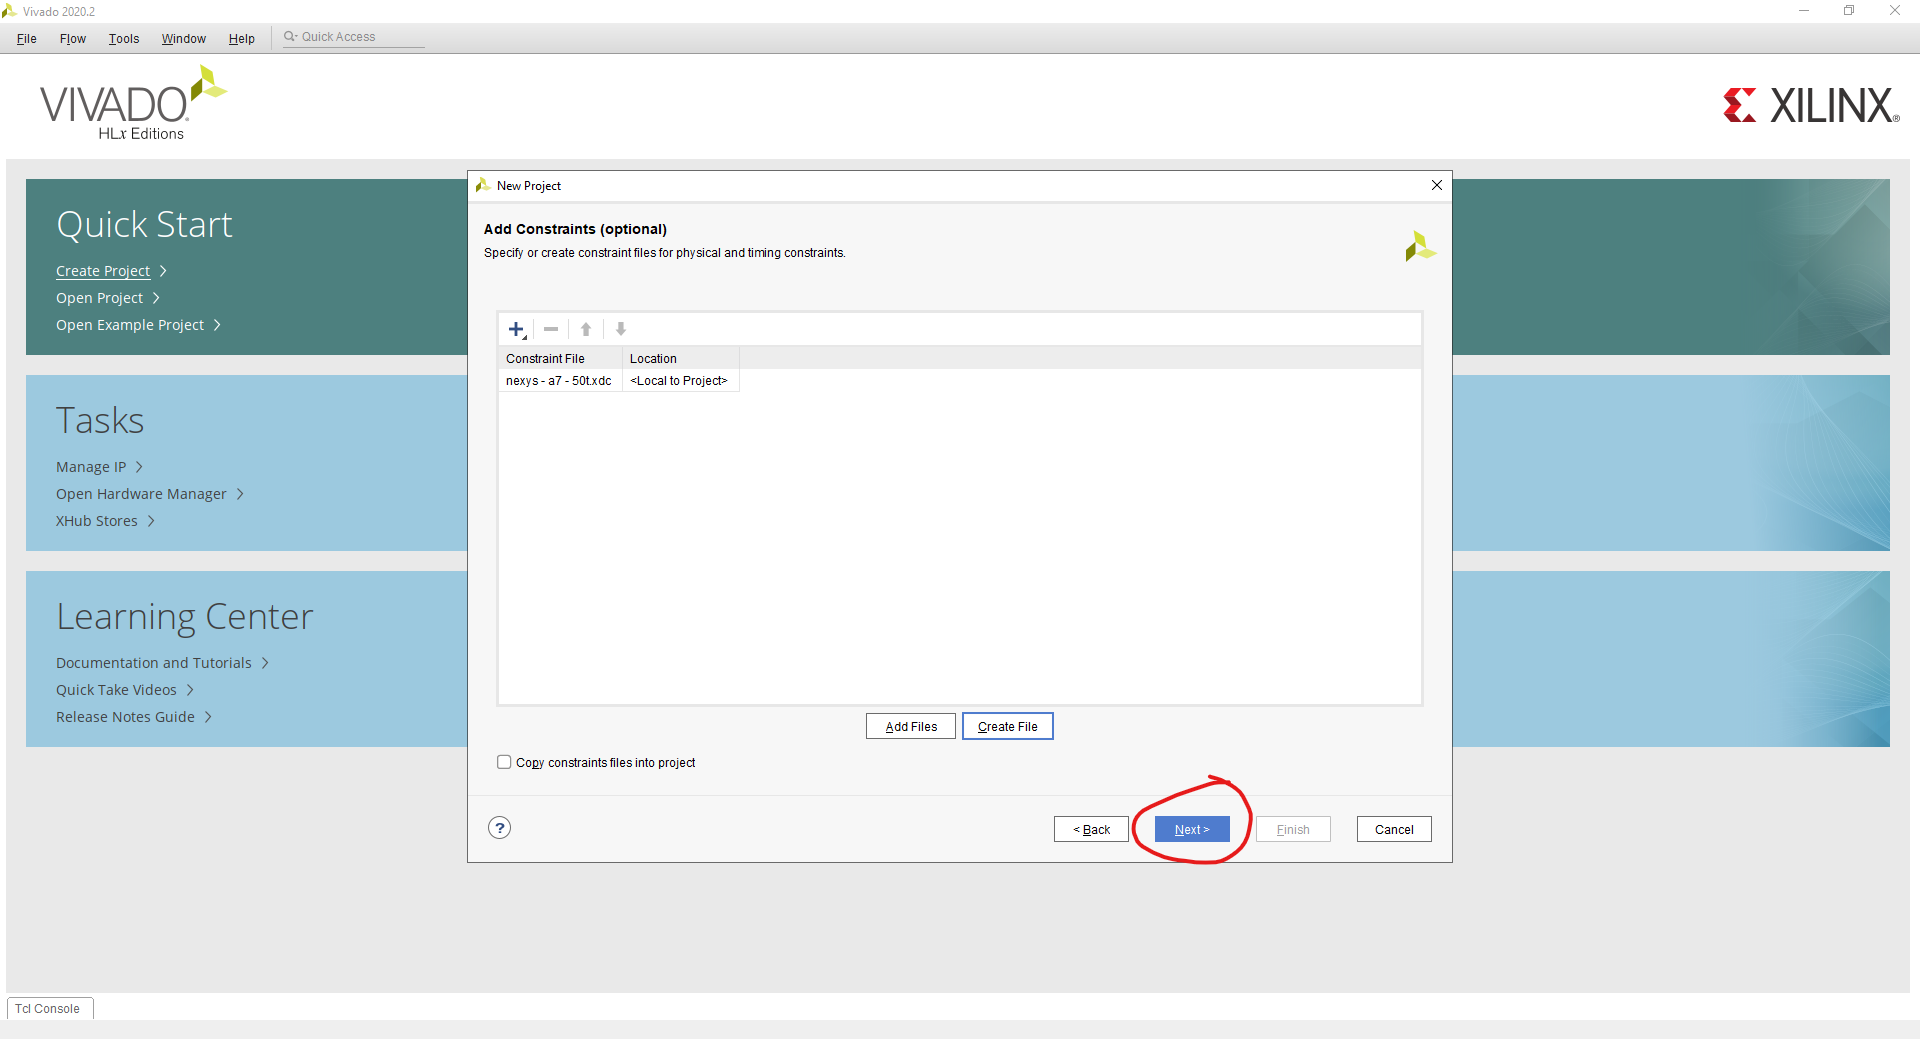 Vivado 2020.2
File Flow Tools Window Help Quick Access
VIVADO.
HLx Editions
XILINX®
Quick Start
Create Project
Open Project
Open Example Project
Tasks
Manage IP
Open Hardware Manager
XHub Stores
Learning Center
Documentation and Tutorials
Quick Take Videos
Release Notes Guide
New Project
Add Constraints (optional)
Specify or create constraint files for physical and timing constraints.
Constraint File Location
nexys - a7 - 50t.xdc <Local to Project>
Add Files Create File
Copy constraints files into project
? < Back Next > Finish Cancel
Tcl Console